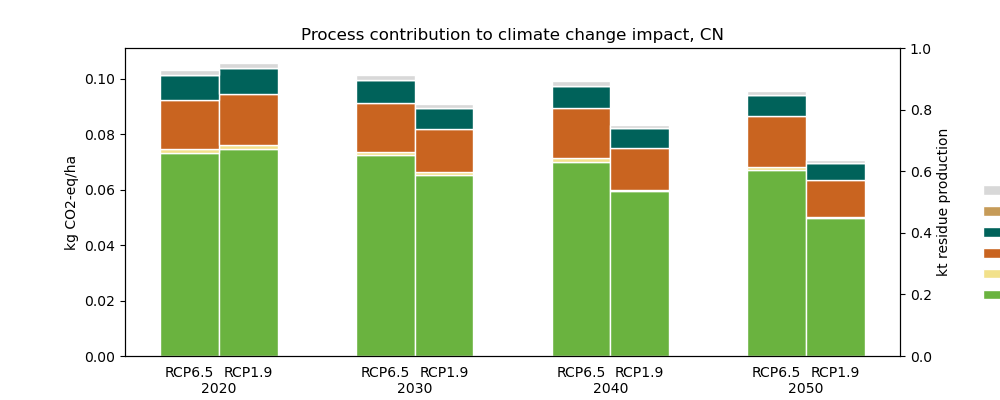 Process contribution to climate change impact, CN
kg CO2-eq/ha
0.10
0.08
0.06
0.04
0.02
0.00
1.0
0.8
0.6
0.4
0.2
0.0
kt residue production
RCP6.5 RCP1.9 RCP6.5 RCP1.9 RCP6.5 RCP1.9 RCP6.5 RCP1.9
2020 2030 2040 2050